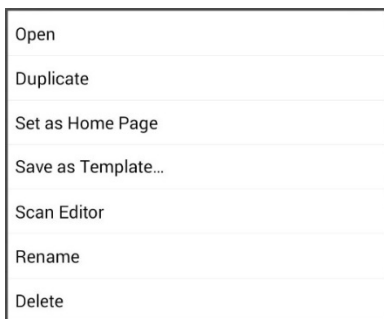 Open
Duplicate
Set as Home Page
Save as Template…
Scan Editor
Rename
Delete